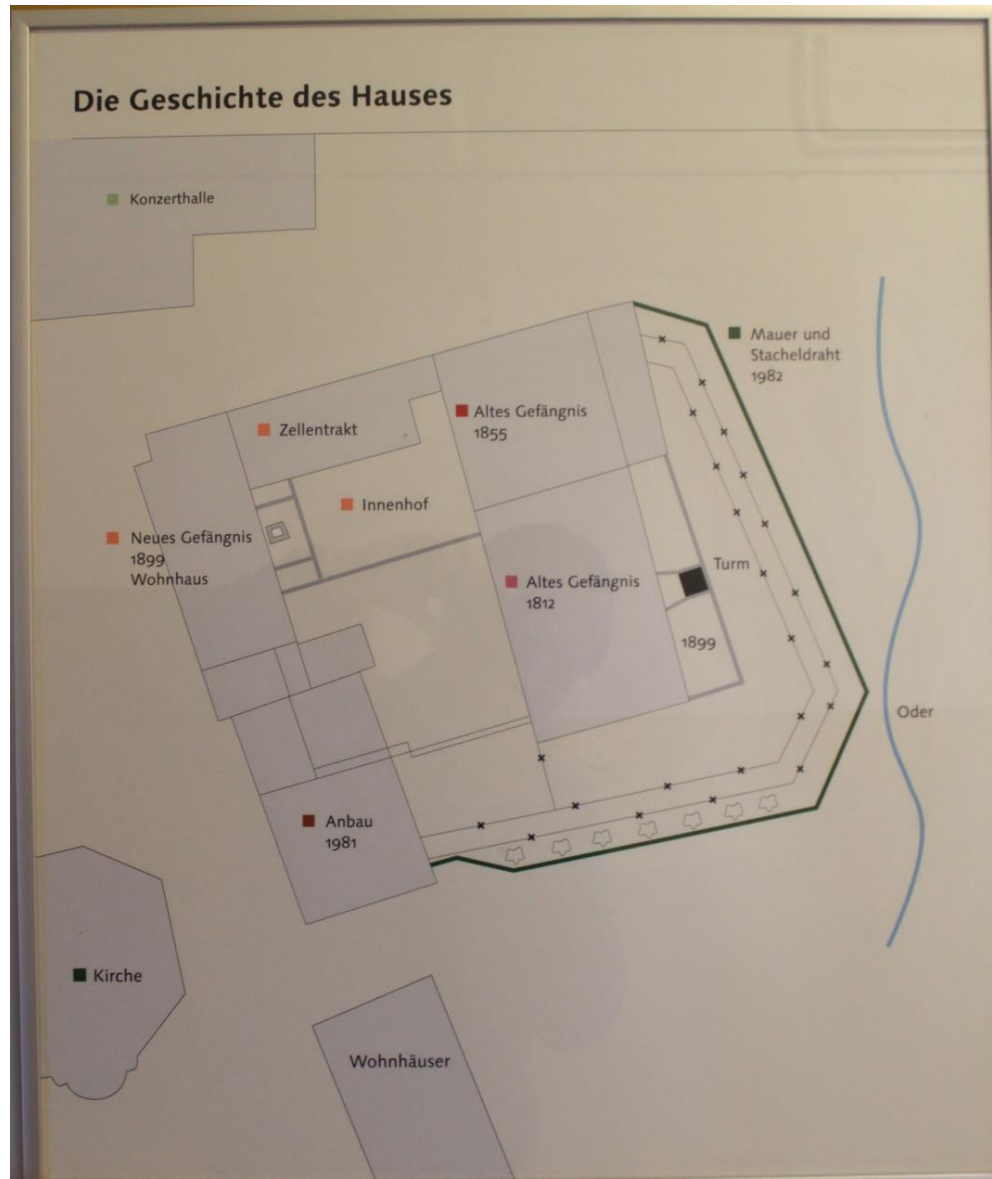 Die Geschichte des Hauses
Konzerthalle
Mauer und
Stacheldraht
1982
Altes Gefängnis
1855
Zellentrakt
Innenhof
Neues Gefängnis
1899
Wohnhaus
Turm
Altes Gefängnis
1812
1899
Oder
Anbau
1981
Kirche
Wohnhäuser